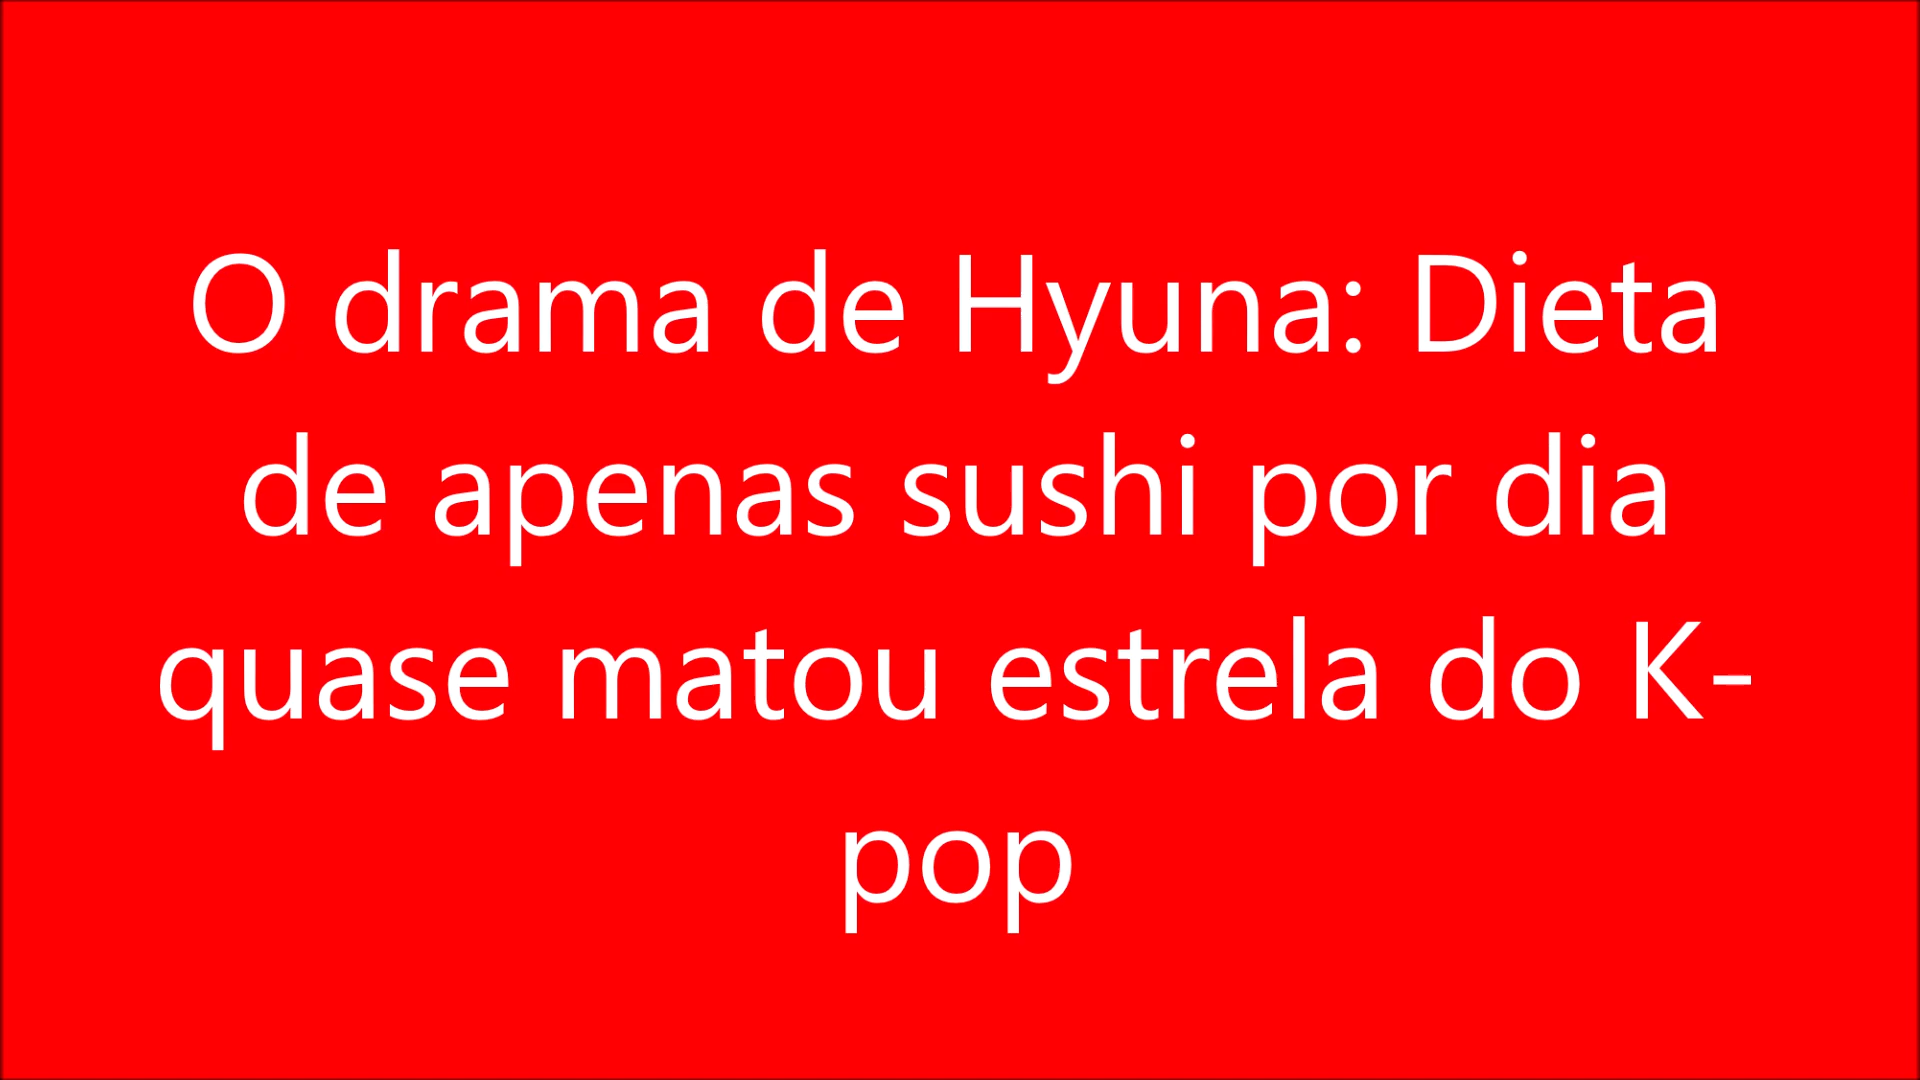 O drama de Hyuna: Dieta
de apenas sushi por dia
quase matou estrela do K-
pop